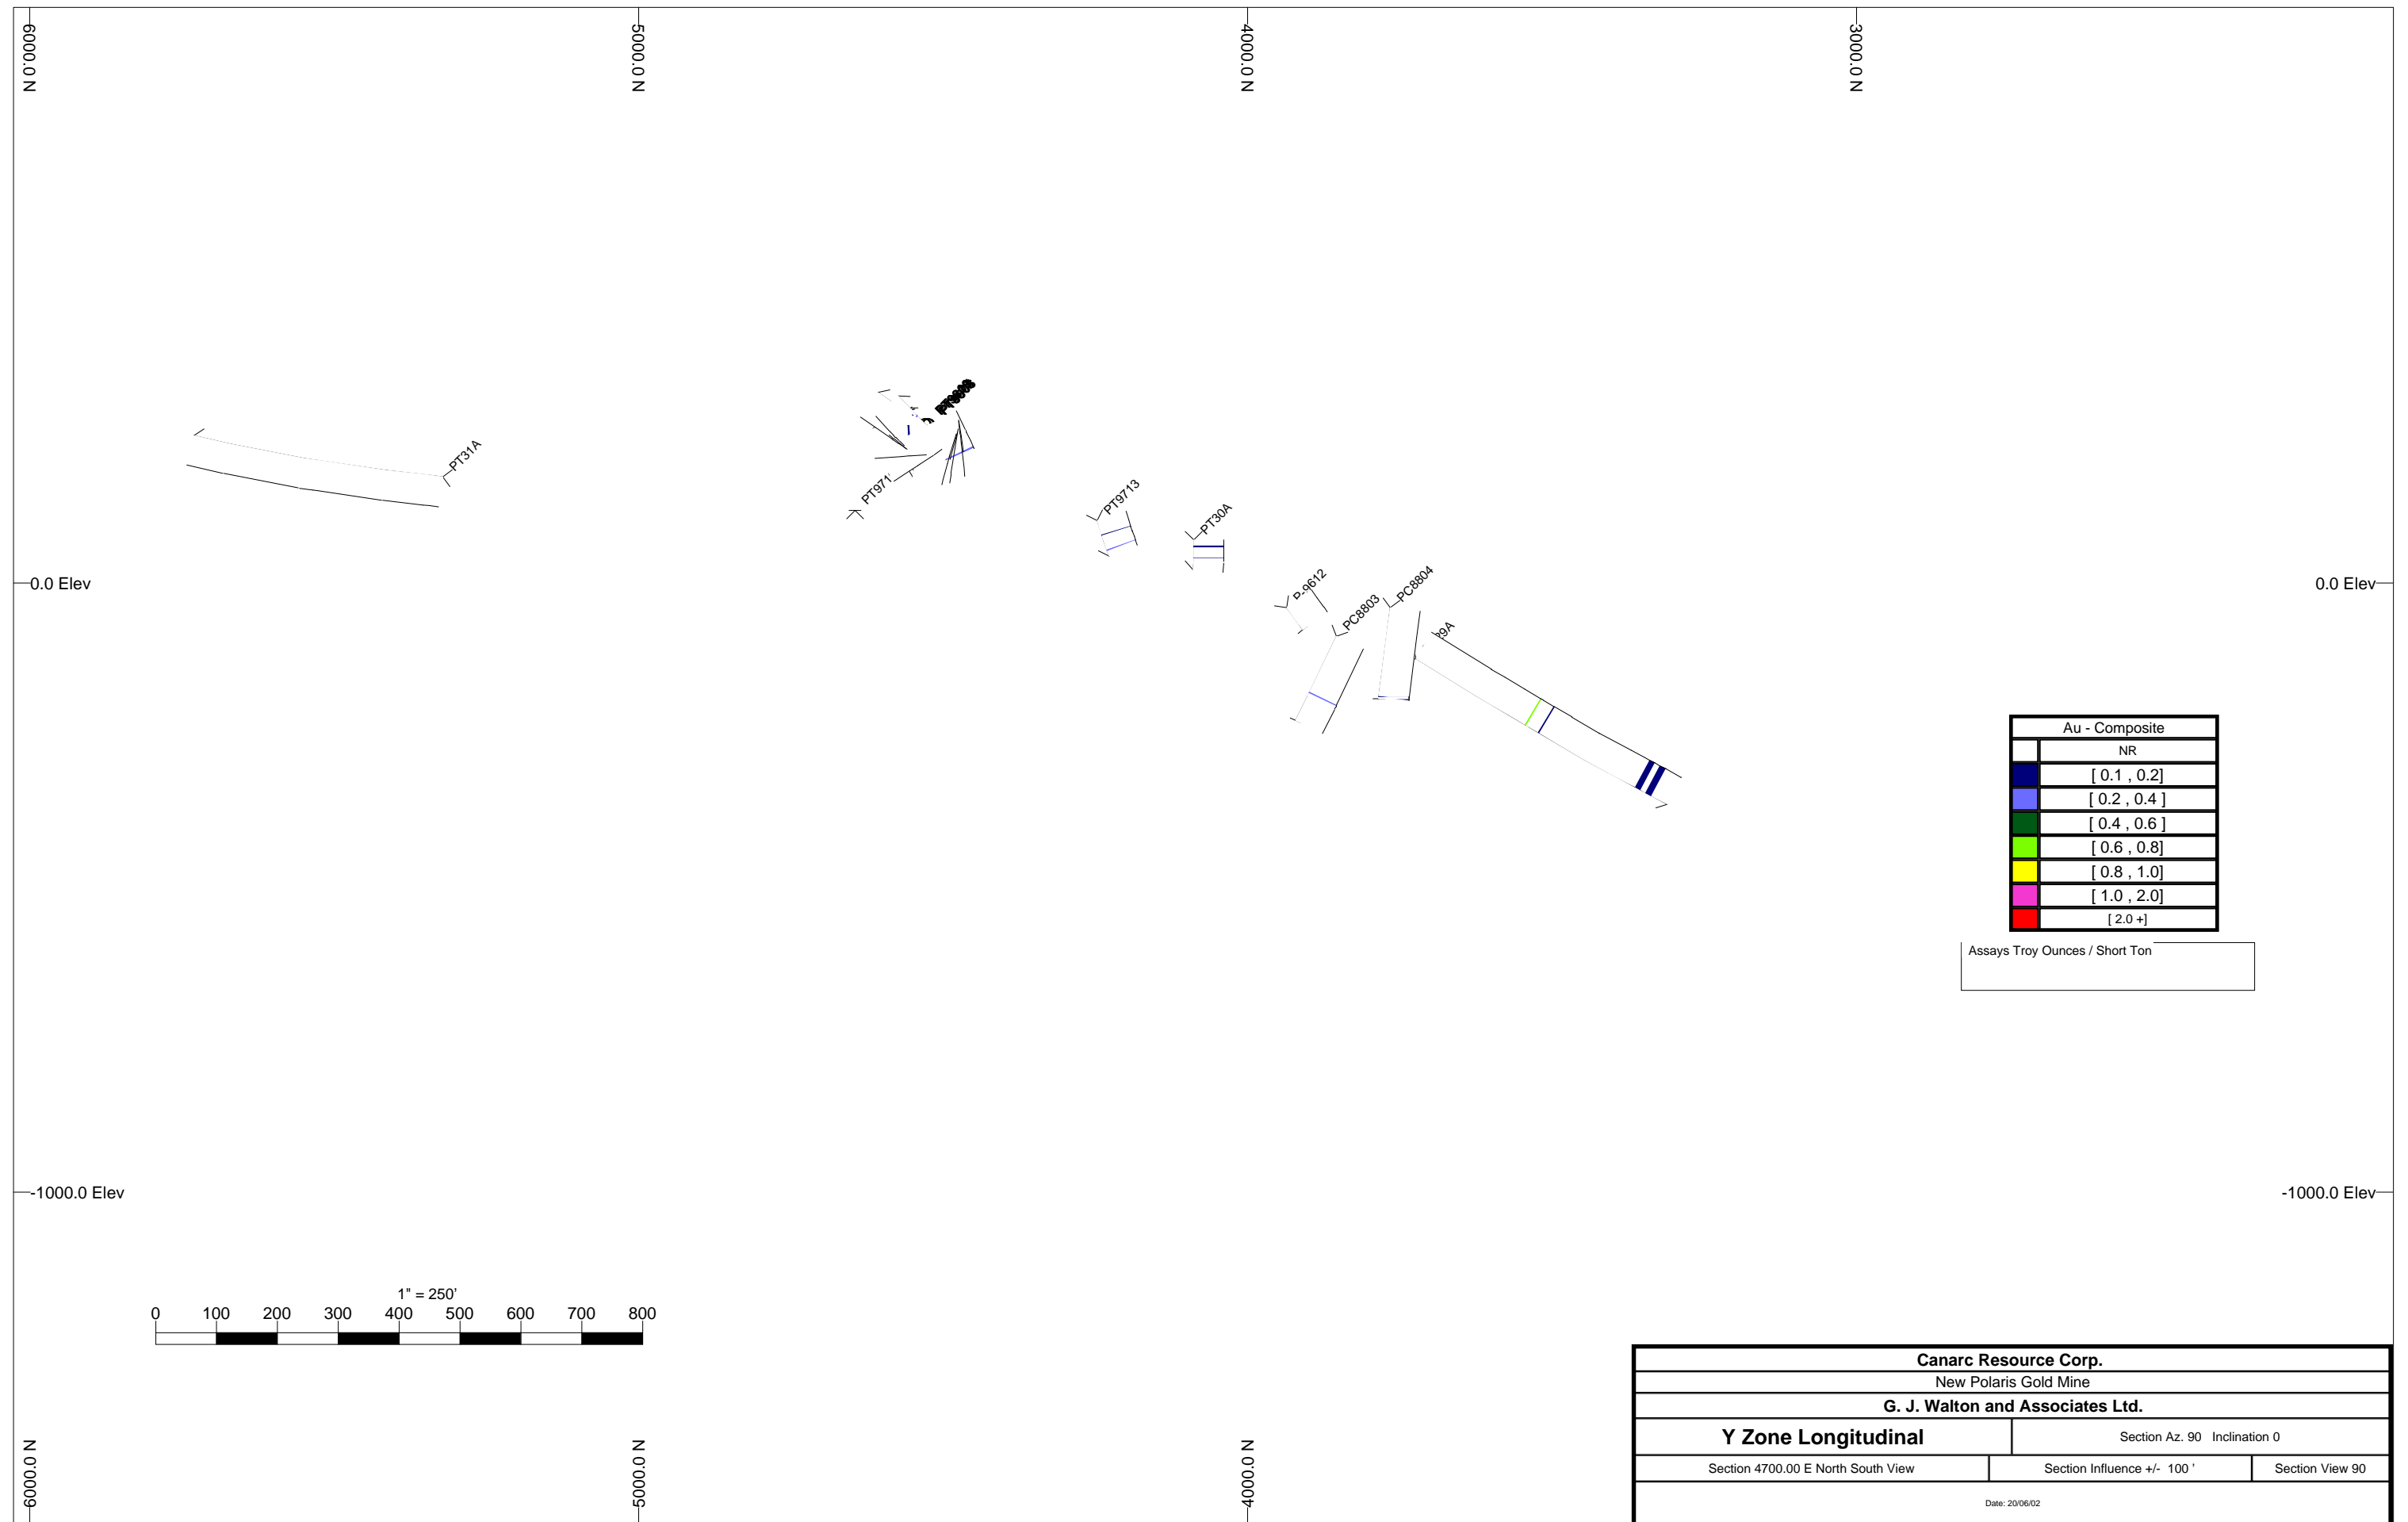 6000.0 N
5000.0 N
4000.0 N
3000.0 N
PT31A
PT971
PT9713
PT30A
PC8803
PC8804
0.0 Elev
0.0 Elev
Au - Composite
NR
[ 0.1 , 0.2]
[ 0.2 , 0.4 ]
[ 0.4 , 0.6 ]
[ 0.6 , 0.8]
[ 0.8 , 1.0]
[ 1.0 , 2.0]
[ 2.0 +]
Assays Troy Ounces / Short Ton
-1000.0 Elev
-1000.0 Elev
1" = 250'
0 100 200 300 400 500 600 700 800
6000.0 N
5000.0 N
4000.0 N
Canarc Resource Corp.
New Polaris Gold Mine
G. J. Walton and Associates Ltd.
Y Zone Longitudinal
Section Az. 90 Inclination 0
Section 4700.00 E North South View
Section Influence +/- 100 '
Section View 90
Date: 20/06/02